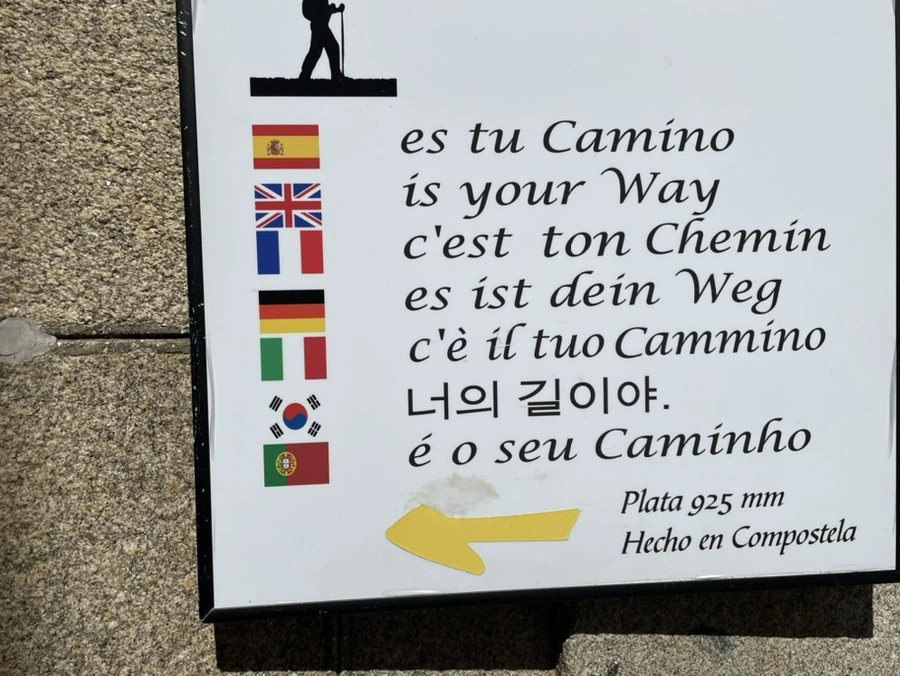 es tu Camino
is your Way
c'est ton Chemin
es ist dein Weg
c'è il tuo Cammino
너의 길이야.
é o seu Caminho
Plata 925 mm
Hecho en Compostela